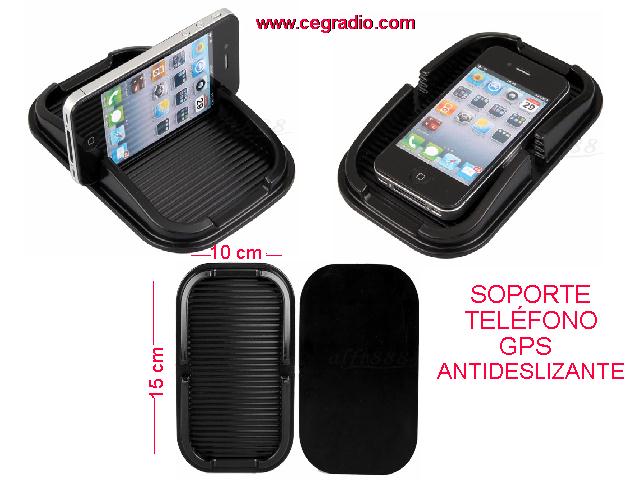 www.cegradio.com
10 cm
15 cm
SOPORTE
TELÉFONO
GPS
ANTIDESLIZANTE